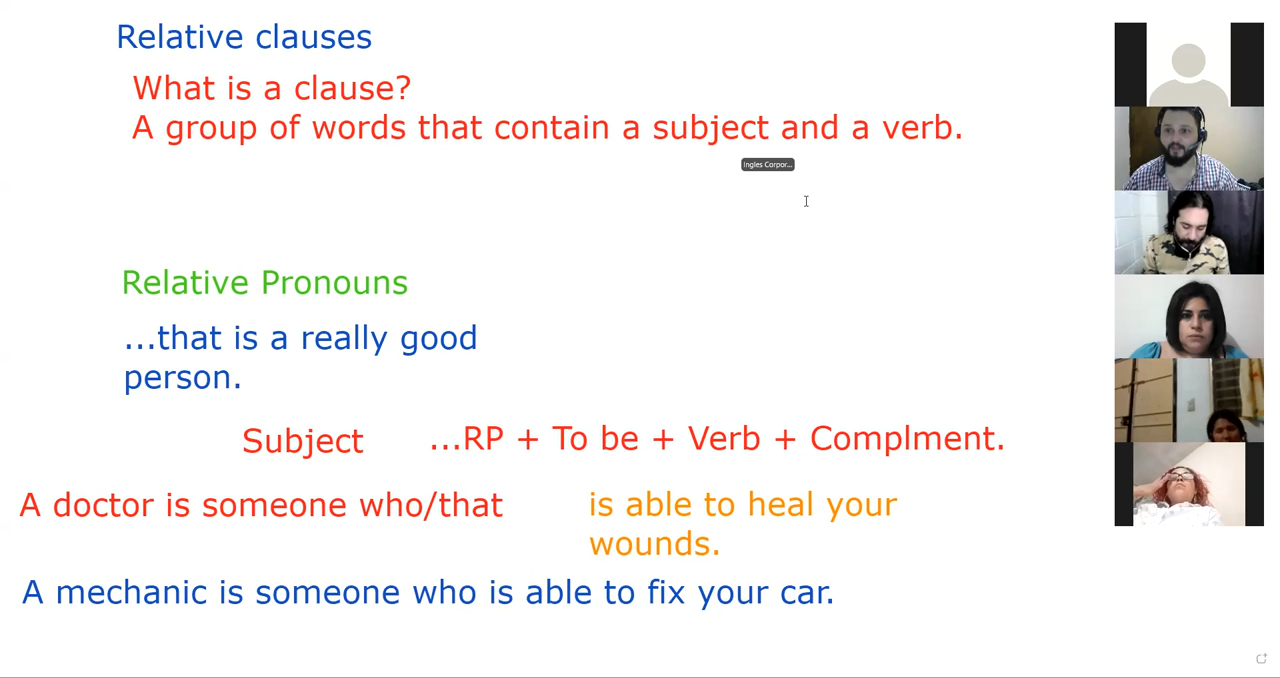 Relative clauses
What is a clause?
A group of words that contain a subject and a verb.
Ingles Corpor...
Relative Pronouns
...that is a really good
person.
Subject ...RP + To be + Verb + Complment.
A doctor is someone who/that is able to heal your
wounds.
A mechanic is someone who is able to fix your car.